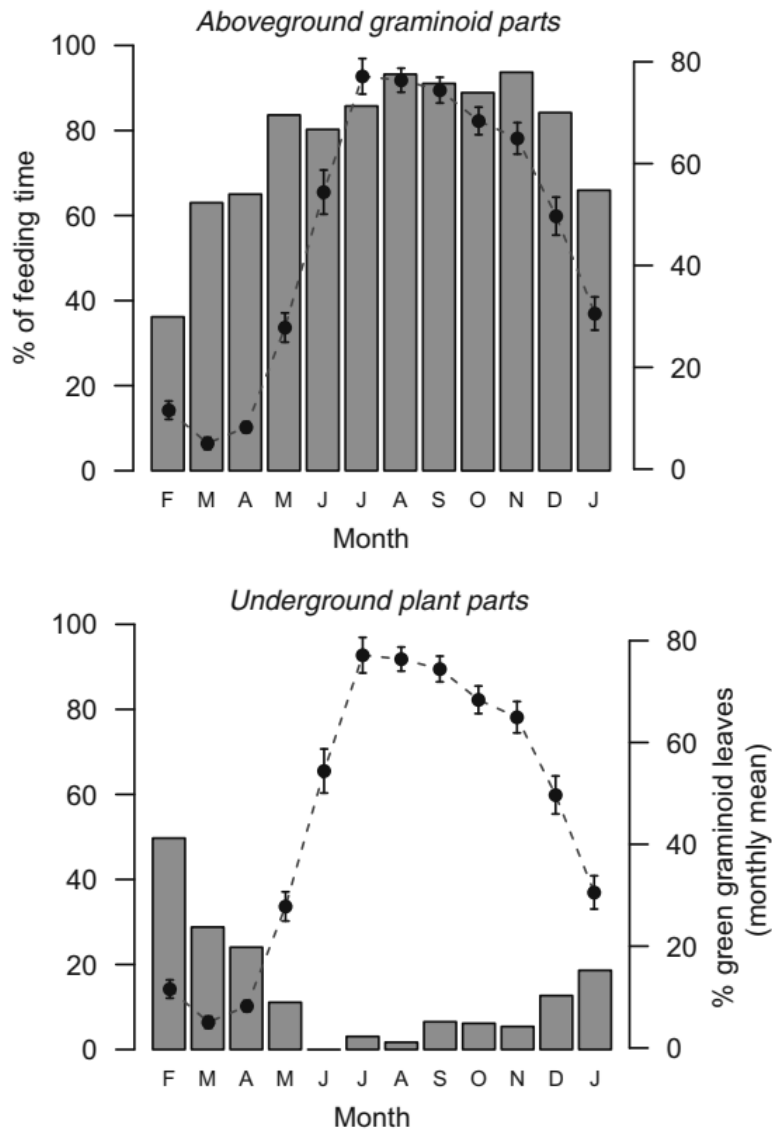 Aboveground graminoid parts
100
80
60
40
20
0
% of feeding time
80
60
40
20
0
F M A M J J A S O N D J
Month
Underground plant parts
100
80
60
40
20
0
80
60
40
20
0
% green graminoid leaves
(monthly mean)
F M A M J J A S O N D J
Month